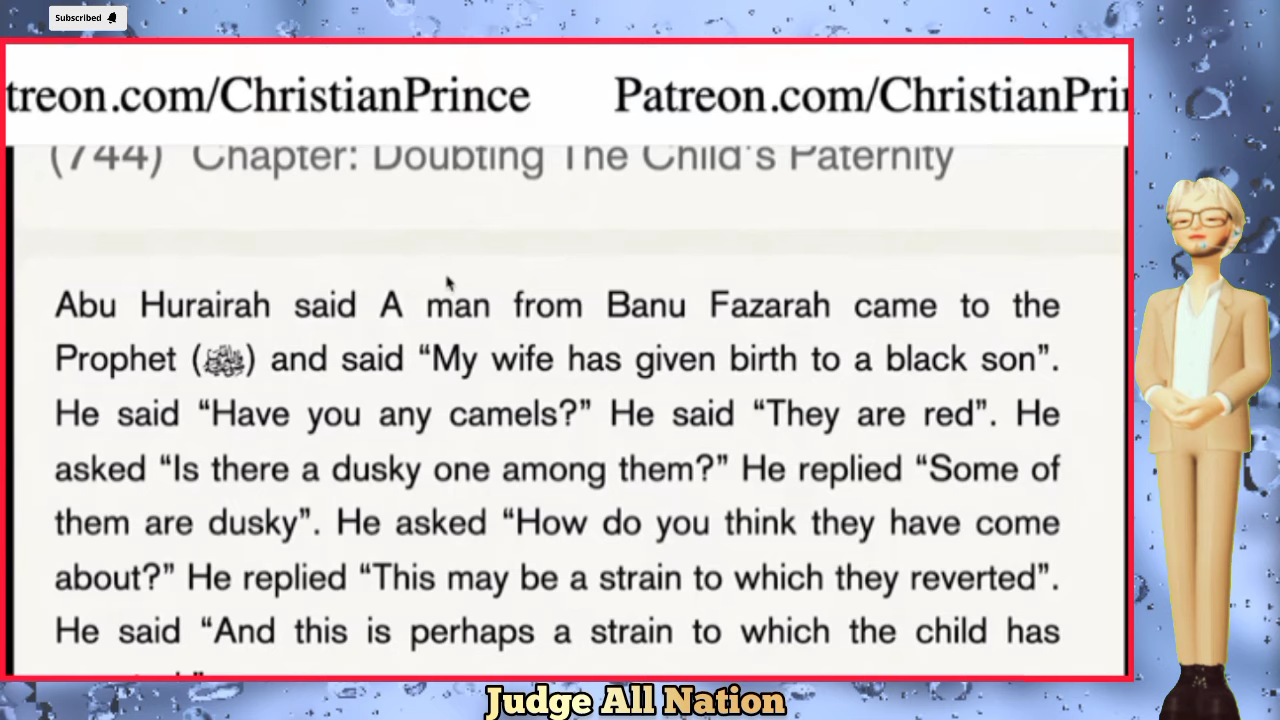 Subscribed
treon.com/ChristianPrince Patreon.com/ChristianPrin
(744) Chapter: Doubting The Child's Paternity
Abu Hurairah said A man from Banu Fazarah came to the
Prophet (ﷺ) and said “My wife has given birth to a black son”.
He said “Have you any camels?” He said “They are red”. He
asked “Is there a dusky one among them?” He replied “Some of
them are dusky”. He asked “How do you think they have come
about?” He replied “This may be a strain to which they reverted”.
He said “And this is perhaps a strain to which the child has
Judge All Nation